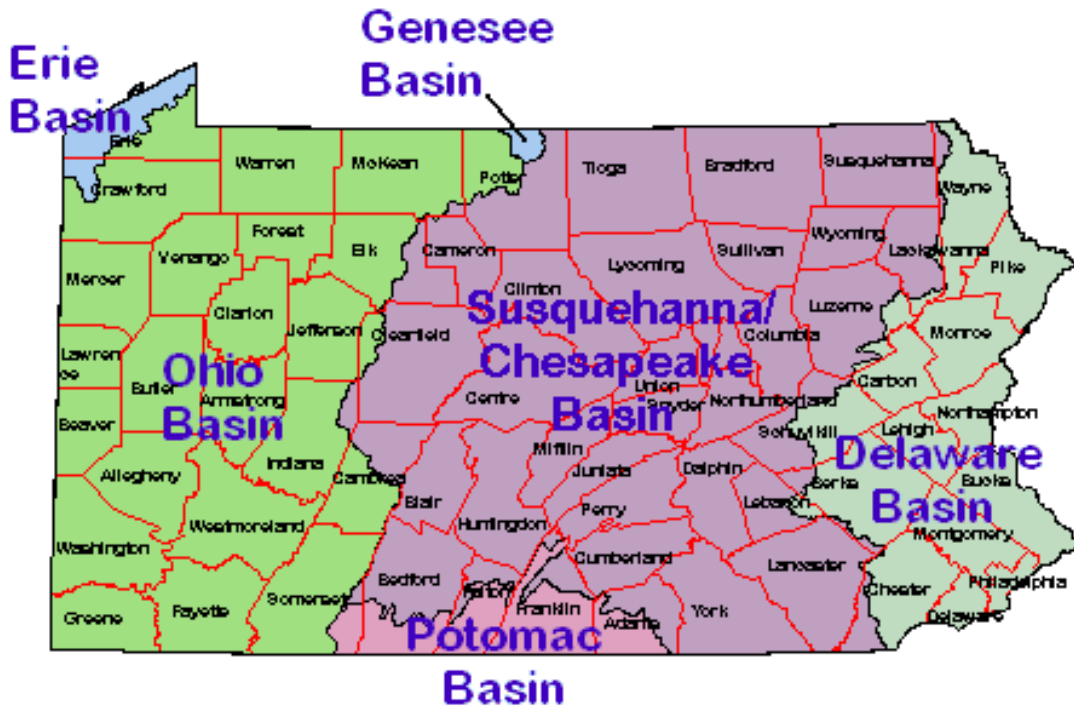 Genesee
Basin
Erie
Basin
Erie
Warren
McKean
Potter
Tioga
Bradford
Susquehanna
Wayne
Crawford
Forest
Elk
Cameron
Sullivan
Wyoming
Lackawanna
Pike
Mercer
Venango
Lycoming
Clinton
Luzerne
Clarion
Jefferson
Clearfield
Susquehanna/
Chesapeake
Basin
Columbia
Monroe
Lawren
ce
Butler
Ohio
Basin
Armstrong
Centre
Union
Snyder
Northumberland
Carbon
Northampton
Beaver
Mifflin
Schuylkill
Lehigh
Allegheny
Indiana
Cambria
Juniata
Dalphin
Delaware
Basin
Berks
Bucks
Blair
Huntingdon
Perry
Lebanon
Westmoreland
Washington
Cumberland
Montgomery
Lancaster
Bedford
Fulton
Franklin
Chester
Philadelphia
Greene
Fayette
Somerset
Adams
York
Delaware
Potomac
Basin